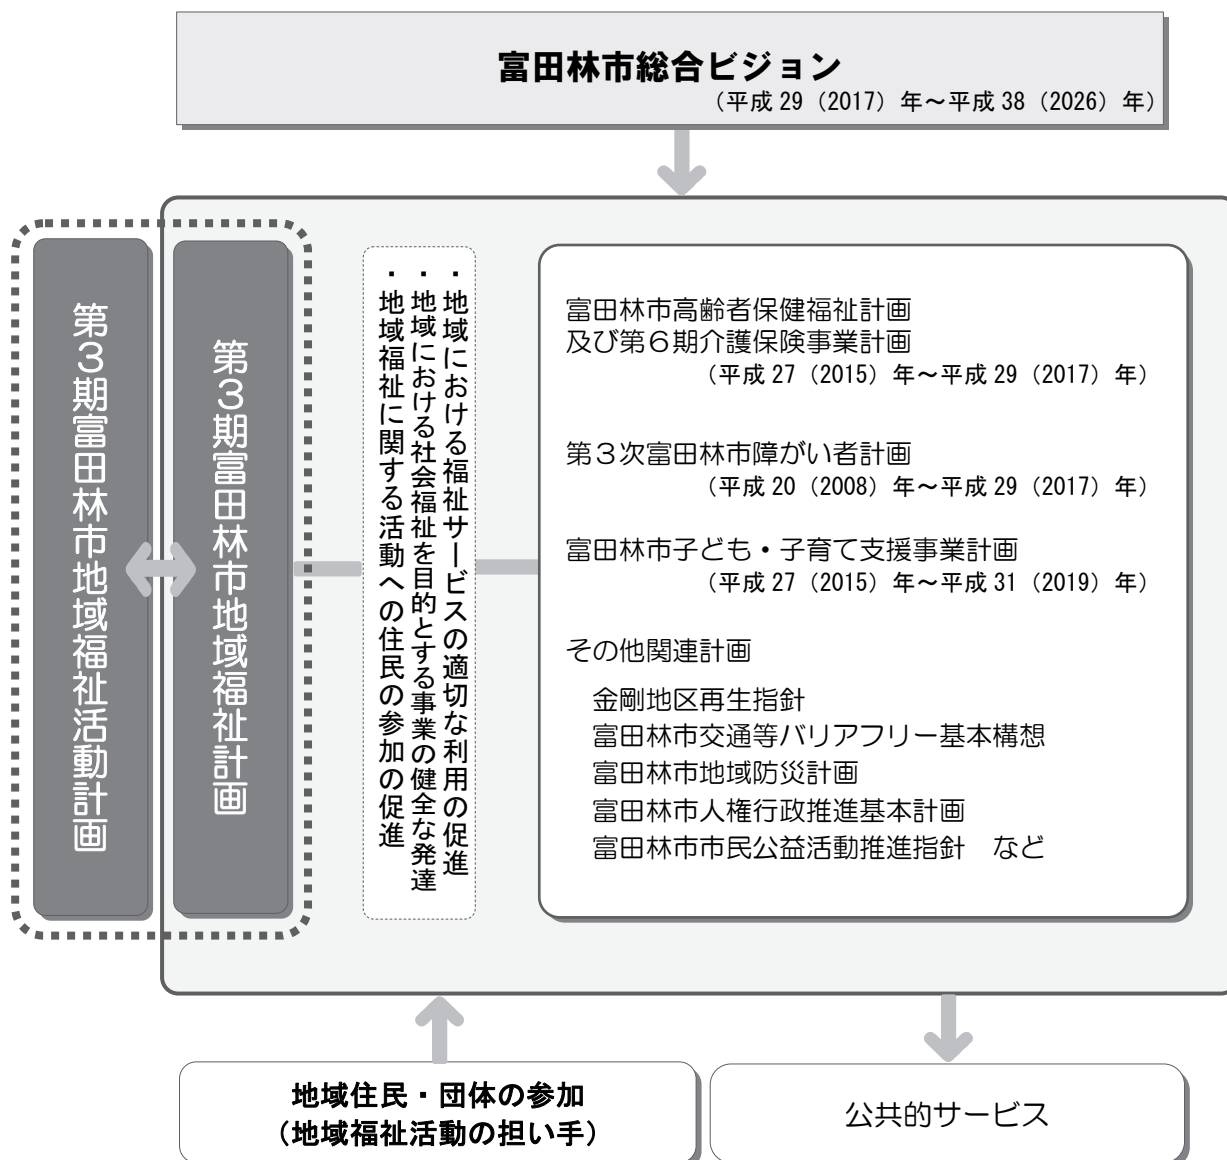 富田林市総合ビジョン
（平成 29（2017）年～平成 38（2026）年）
第３期富田林市地域福祉活動計画
第３期富田林市地域福祉計画
・地域における福祉サービスの適切な利用の促進
・地域における社会福祉を目的とする事業の健全な発達
・地域福祉に関する活動への住民の参加の促進
富田林市高齢者保健福祉計画
及び第６期介護保険事業計画
（平成 27（2015）年～平成 29（2017）年）
第３次富田林市障がい者計画
（平成 20（2008）年～平成 29（2017）年）
富田林市子ども・子育て支援事業計画
（平成 27（2015）年～平成 31（2019）年）
その他関連計画
金剛地区再生指針
富田林市交通等バリアフリー基本構想
富田林市地域防災計画
富田林市人権行政推進基本計画
富田林市市民公益活動推進指針　など
地域住民・団体の参加
（地域福祉活動の担い手）
公共的サービス